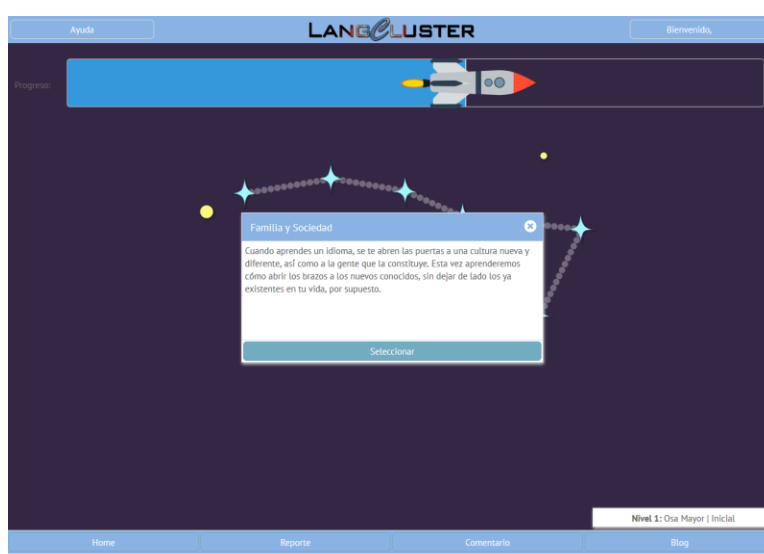 Ayuda
LANGCLUSTER
Bienvenido,
Progreso:
Familia y Sociedad
Cuando aprendes un idioma, se te abren las puertas a una cultura nueva y
diferente, así como a la gente que la constituye. Esta vez aprenderemos
cómo abrir los brazos a los nuevos conocidos, sin dejar de lado los ya
existentes en tu vida, por supuesto.
Seleccionar
Nivel 1: Osa Mayor | Inicial
Home
Reporte
Comentario
Blog